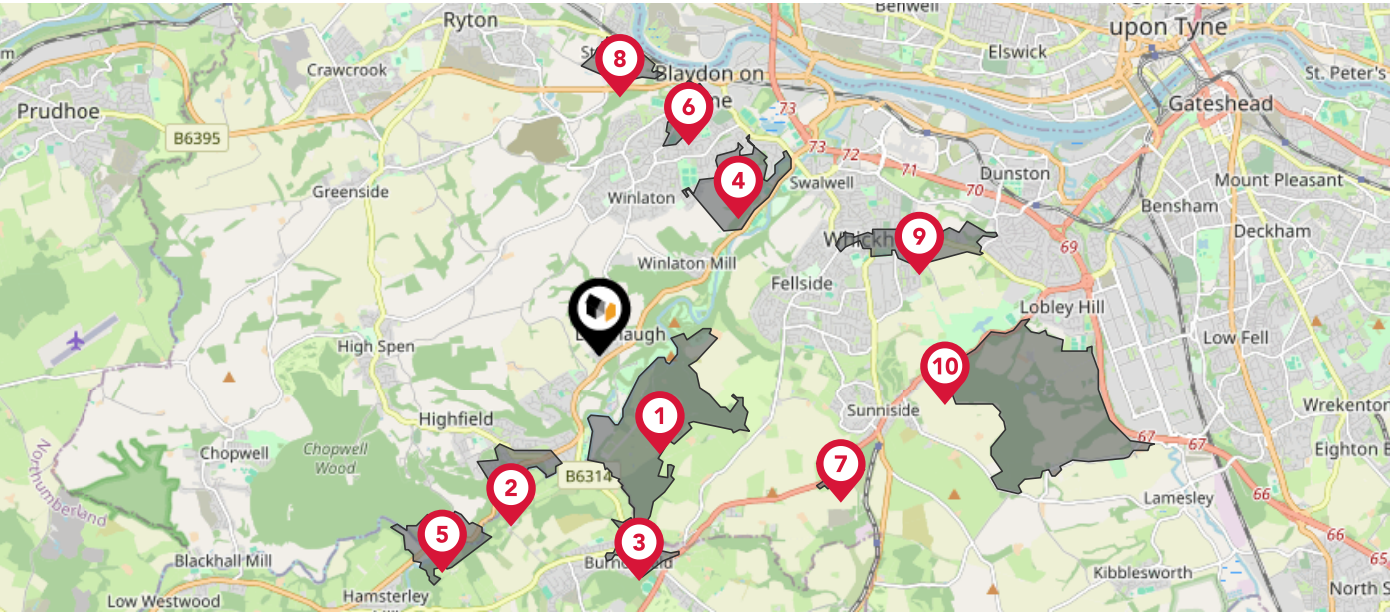 Benwell
upon Tyne
Ryton
Elswick
Crawcrook
8
Blaydon on
St. Peter's
Prudhoe
6
73
Gateshead
B6395
73
72
71
Dunston
4
Swalwell
70
Mount Pleasant
Greenside
Winlaton
Bensham
Deckham
9
69
Winlaton Mill
Fellside
Lobley Hill
High Spen
Low Fell
10
Highfield
1
Sunniside
Wrekenton
67
67
Chopwell
Chopwell
Wood
B6314
7
Eighton B
2
Northumberland
66
Lamesley
5
3
66
65
Blackhall Mill
Kibblesworth
Low Westwood
Hamsterley
North S